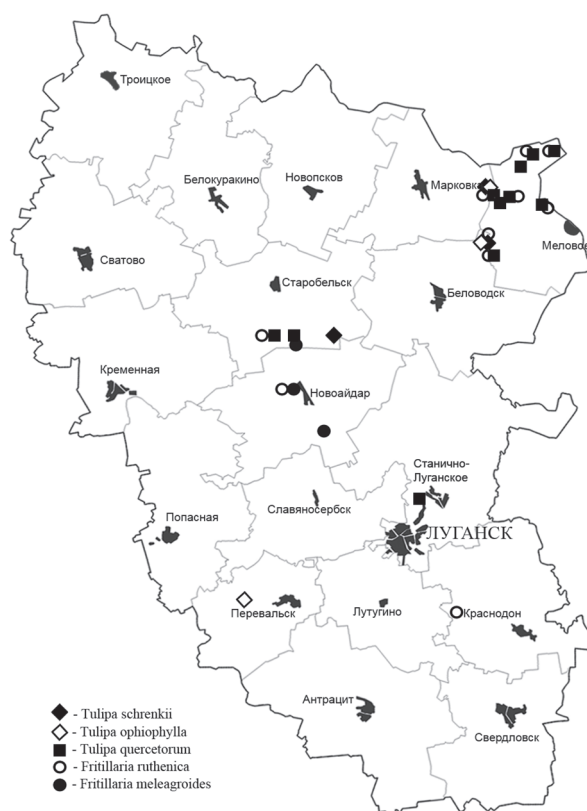 Троицкое
Белокуракино
Новопсков
Марковка
Меловое
Сватово
Старобельск
Беловодск
Кременная
Новоайдар
Станично-
Луганское
Славяносербск
Попасная
ЛУГАНСК
Перевальск
Лутугино
Краснодон
Антрацит
Свердловск
- Tulipa schrenkii
- Tulipa ophiophylla
- Tulipa quercetorum
- Fritillaria ruthenica
- Fritillaria meleagroides